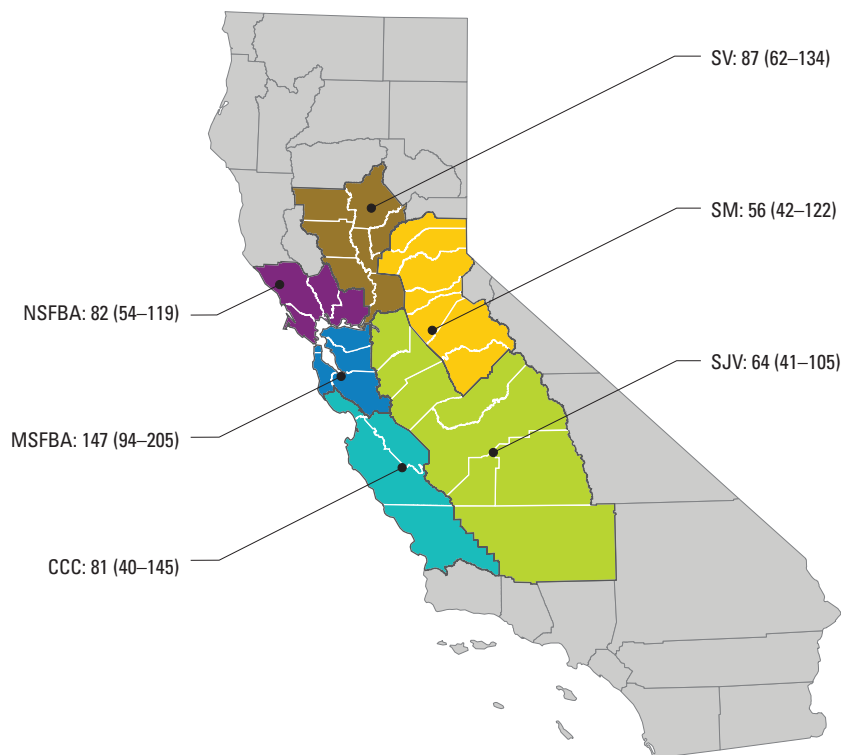 SV: 87 (62–134)
SM: 56 (42–122)
NSFBA: 82 (54–119)
SJV: 64 (41–105)
MSFBA: 147 (94–205)
CCC: 81 (40–145)